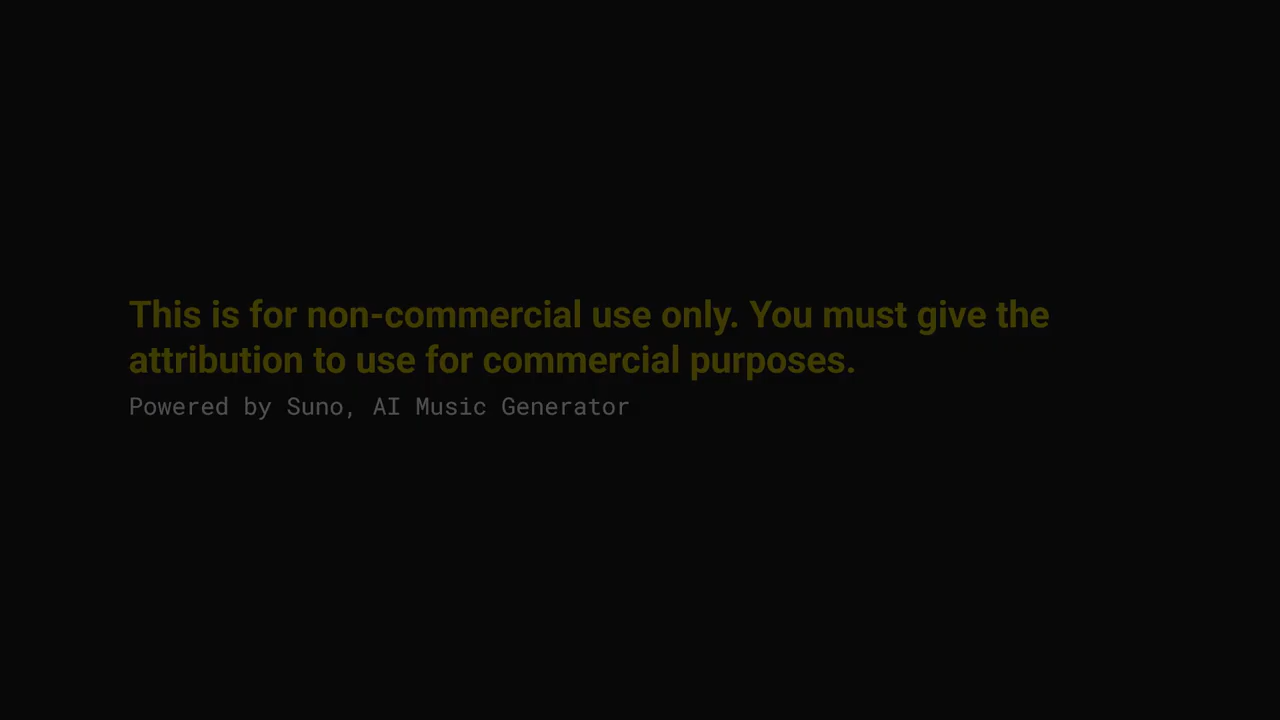 This is for non-commercial use only. You must give the
attribution to use for commercial purposes.
Powered by Suno, AI Music Generator